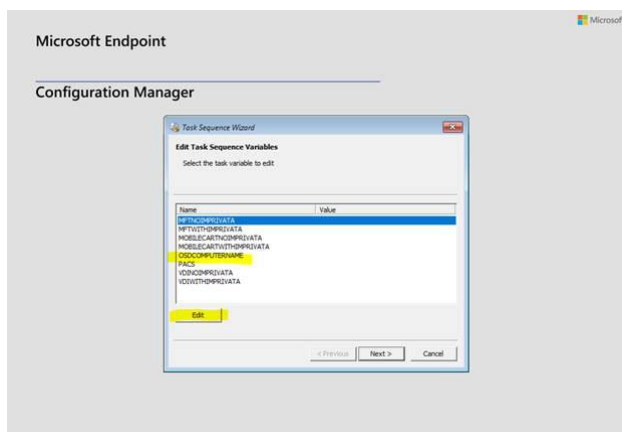 Microsof
Microsoft Endpoint
Configuration Manager
Task Sequence Wizard
Edit Task Sequence Variables
Select the task variable to edit
Name Value
MFTNOIMPRIVATA
MFTWITHIMPRIVATA
MOBILECARTNOIMPRIVATA
MOBILECARTWITHIMPRIVATA
OSDCOMPUTERNAME
PACS
VDINOIMPRIVATA
VDIWITHIMPRIVATA
Edit
< Previous Next > Cancel